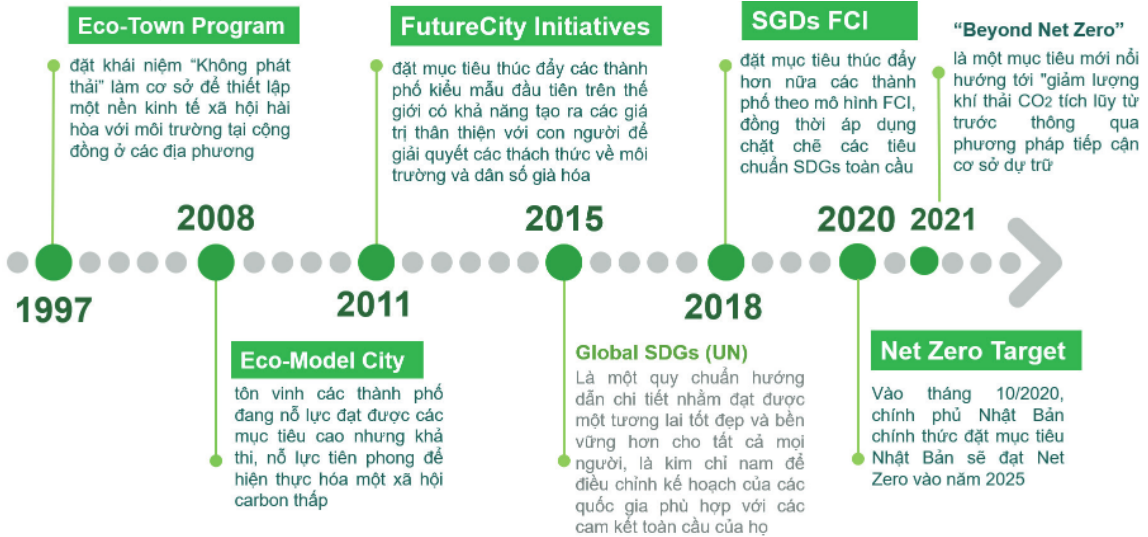 Eco-Town Program
đặt khái niệm “Không phát
thải” làm cơ sở để thiết lập
một nền kinh tế xã hội hài
hòa với môi trường tại cộng
đồng ở các địa phương
FutureCity Initiatives
đặt mục tiêu thúc đẩy các thành
phố kiểu mẫu đầu tiên trên thế
giới có khả năng tạo ra các giá
trị thân thiện với con người để
giải quyết các thách thức về môi
trường và dân số già hóa
SGDs FCI
đặt mục tiêu thúc đẩy
hơn nữa các thành
phố theo mô hình FCI,
đồng thời áp dụng
chặt chẽ các tiêu
chuẩn SDGs toàn cầu
“Beyond Net Zero”
là một mục tiêu mới nổi
hướng tới "giảm lượng
khí thải CO2 tích lũy từ
trước thông qua
phương pháp tiếp cận
cơ sở dự trữ
1997
2008
2011
2015
2018
2020
2021
Eco-Model City
tôn vinh các thành phố
đang nỗ lực đạt được các
mục tiêu cao nhưng khả
thi, nỗ lực tiên phong để
hiện thực hóa một xã hội
carbon thấp
Global SDGs (UN)
Là một quy chuẩn hướng
dẫn chi tiết nhằm đạt được
một tương lai tốt đẹp và bền
vững hơn cho tất cả mọi
người, là kim chỉ nam để
điều chỉnh kế hoạch của các
quốc gia phù hợp với các
cam kết toàn cầu của họ
Net Zero Target
Vào tháng 10/2020,
chính phủ Nhật Bản
chính thức đặt mục tiêu
Nhật Bản sẽ đạt Net
Zero vào năm 2025